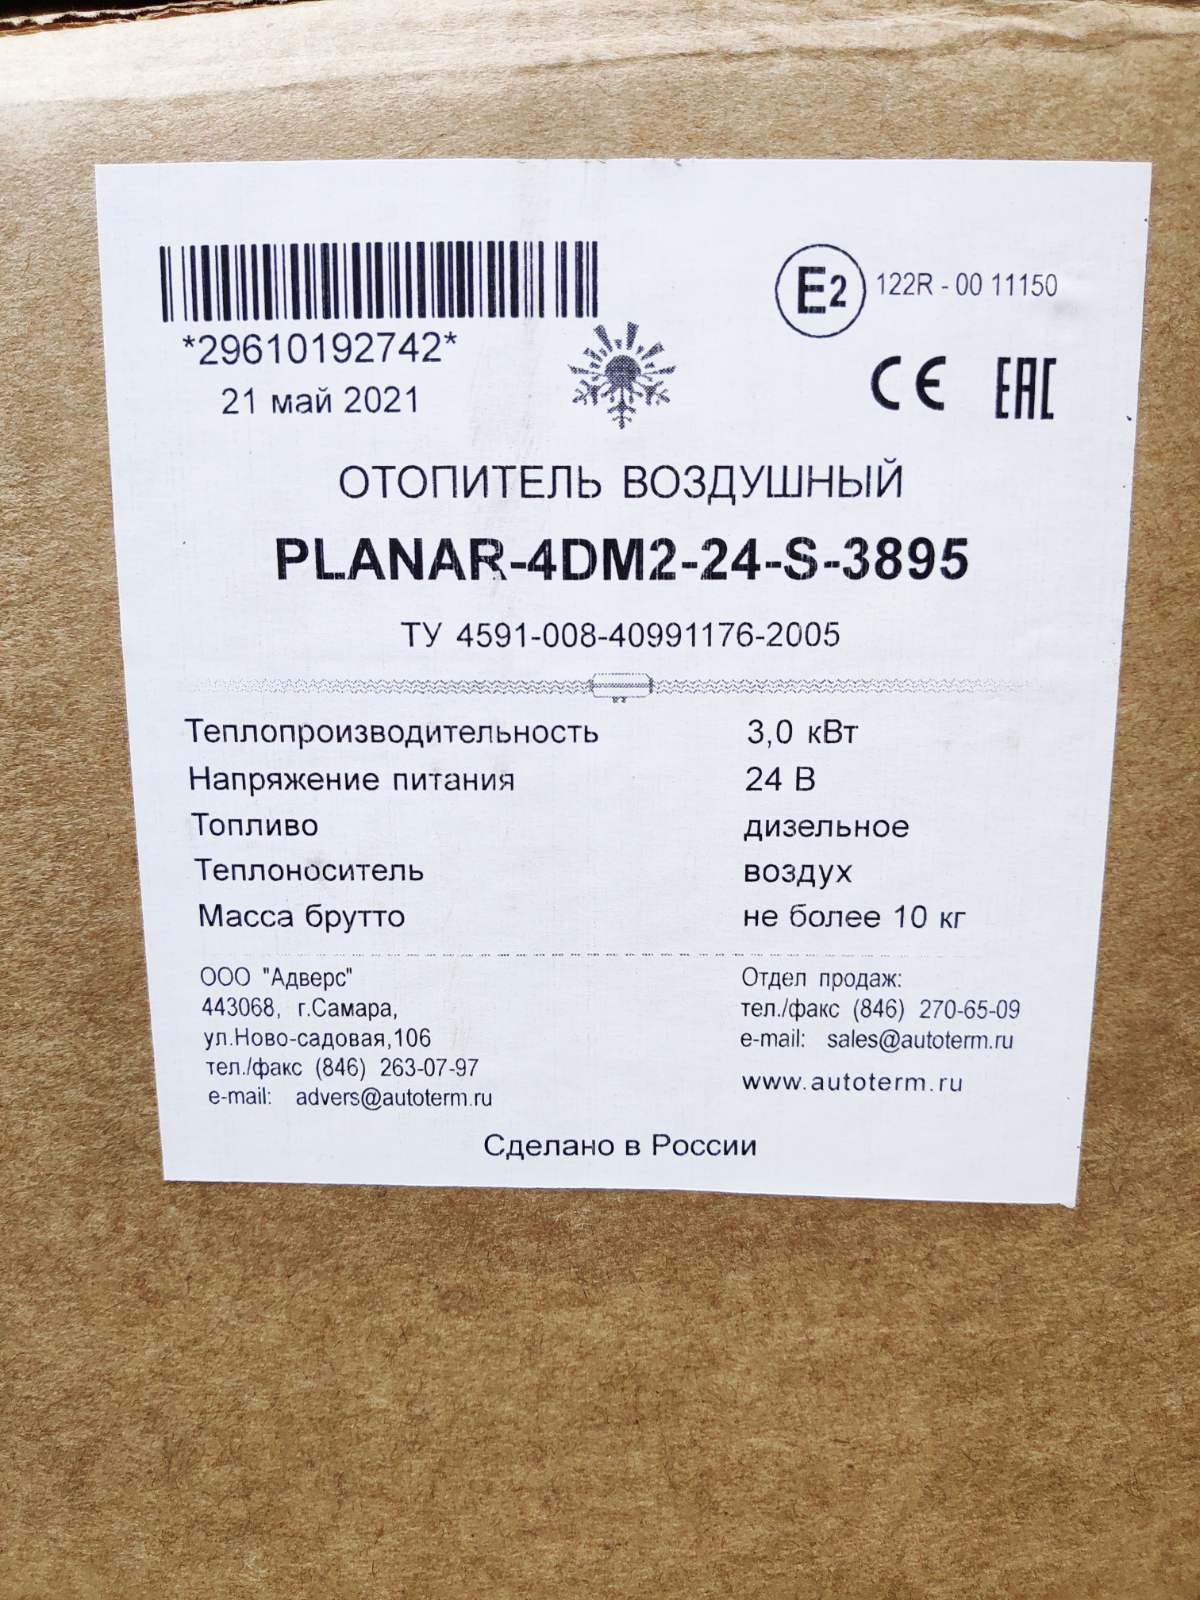 *29610192742*
21 май 2021
E2 122R - 00 11150
CE EAC
ОТОПИТЕЛЬ ВОЗДУШНЫЙ
PLANAR-4DM2-24-S-3895
ТУ 4591-008-40991176-2005
Теплопроизводительность 3,0 кВт
Напряжение питания 24 В
Топливо дизельное
Теплоноситель воздух
Масса брутто не более 10 кг
ООО "Адверс"
443068, г.Самара,
ул.Ново-садовая,106
тел./факс (846) 263-07-97
e-mail: advers@autoterm.ru
Отдел продаж:
тел./факс (846) 270-65-09
e-mail: sales@autoterm.ru
www.autoterm.ru
Сделано в России